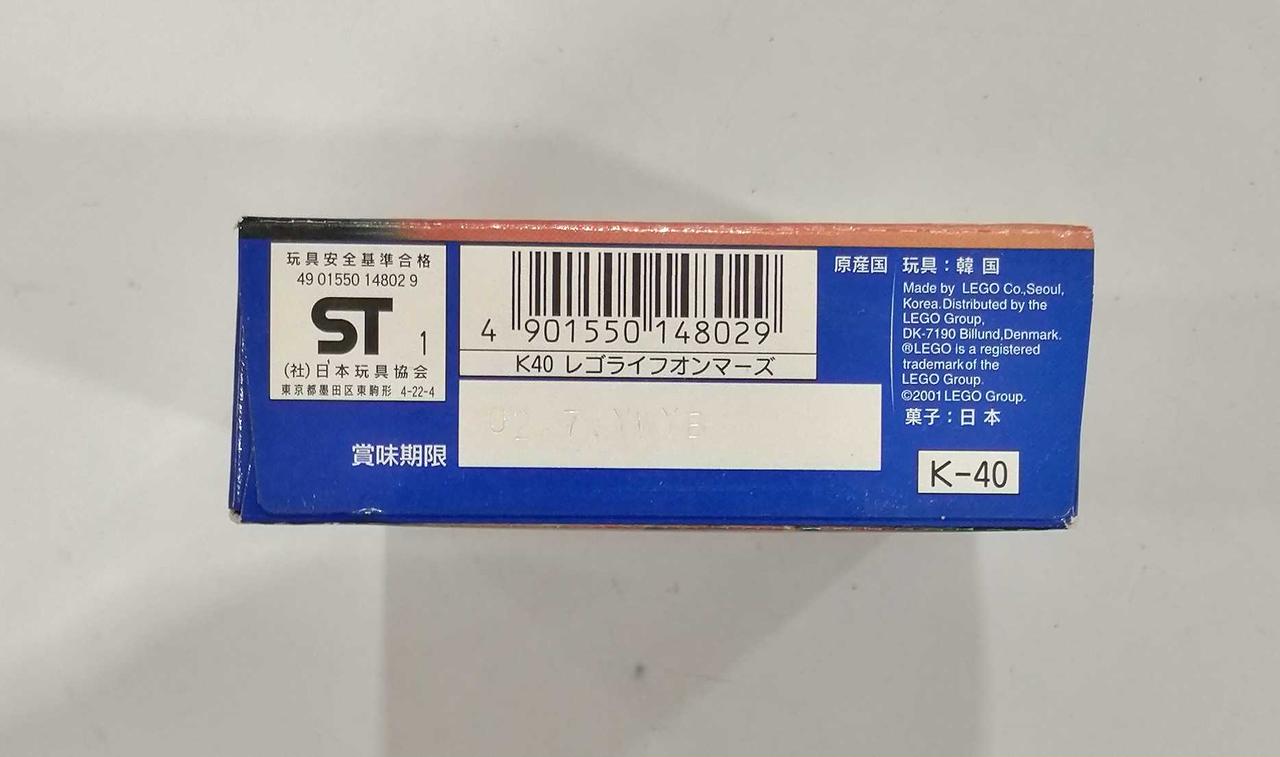 玩具安全基準合格
49 01550 14802 9
ST 1
(社)日本玩具協会
東京都墨田区東駒形 4-22-4
4 901550 148029
K40 レゴライフオンマーズ
賞味期限
02.7.
原産国 玩具：韓国
Made by LEGO Co.,Seoul,
Korea.Distributed by the
LEGO Group,
DK-7190 Billund,Denmark.
®LEGO is a registered
trademark of the
LEGO Group.
©2001 LEGO Group.
菓子：日本
K-40